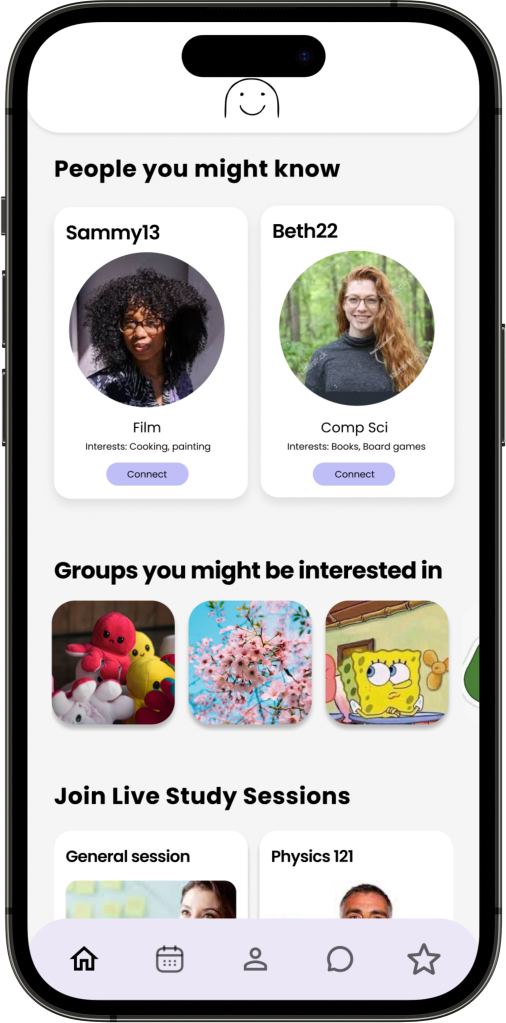 People you might know
Sammy13
Beth22
Film
Comp Sci
Interests: Cooking, painting
Interests: Books, Board games
Connect
Connect
Groups you might be interested in
Join Live Study Sessions
General session
Physics 121